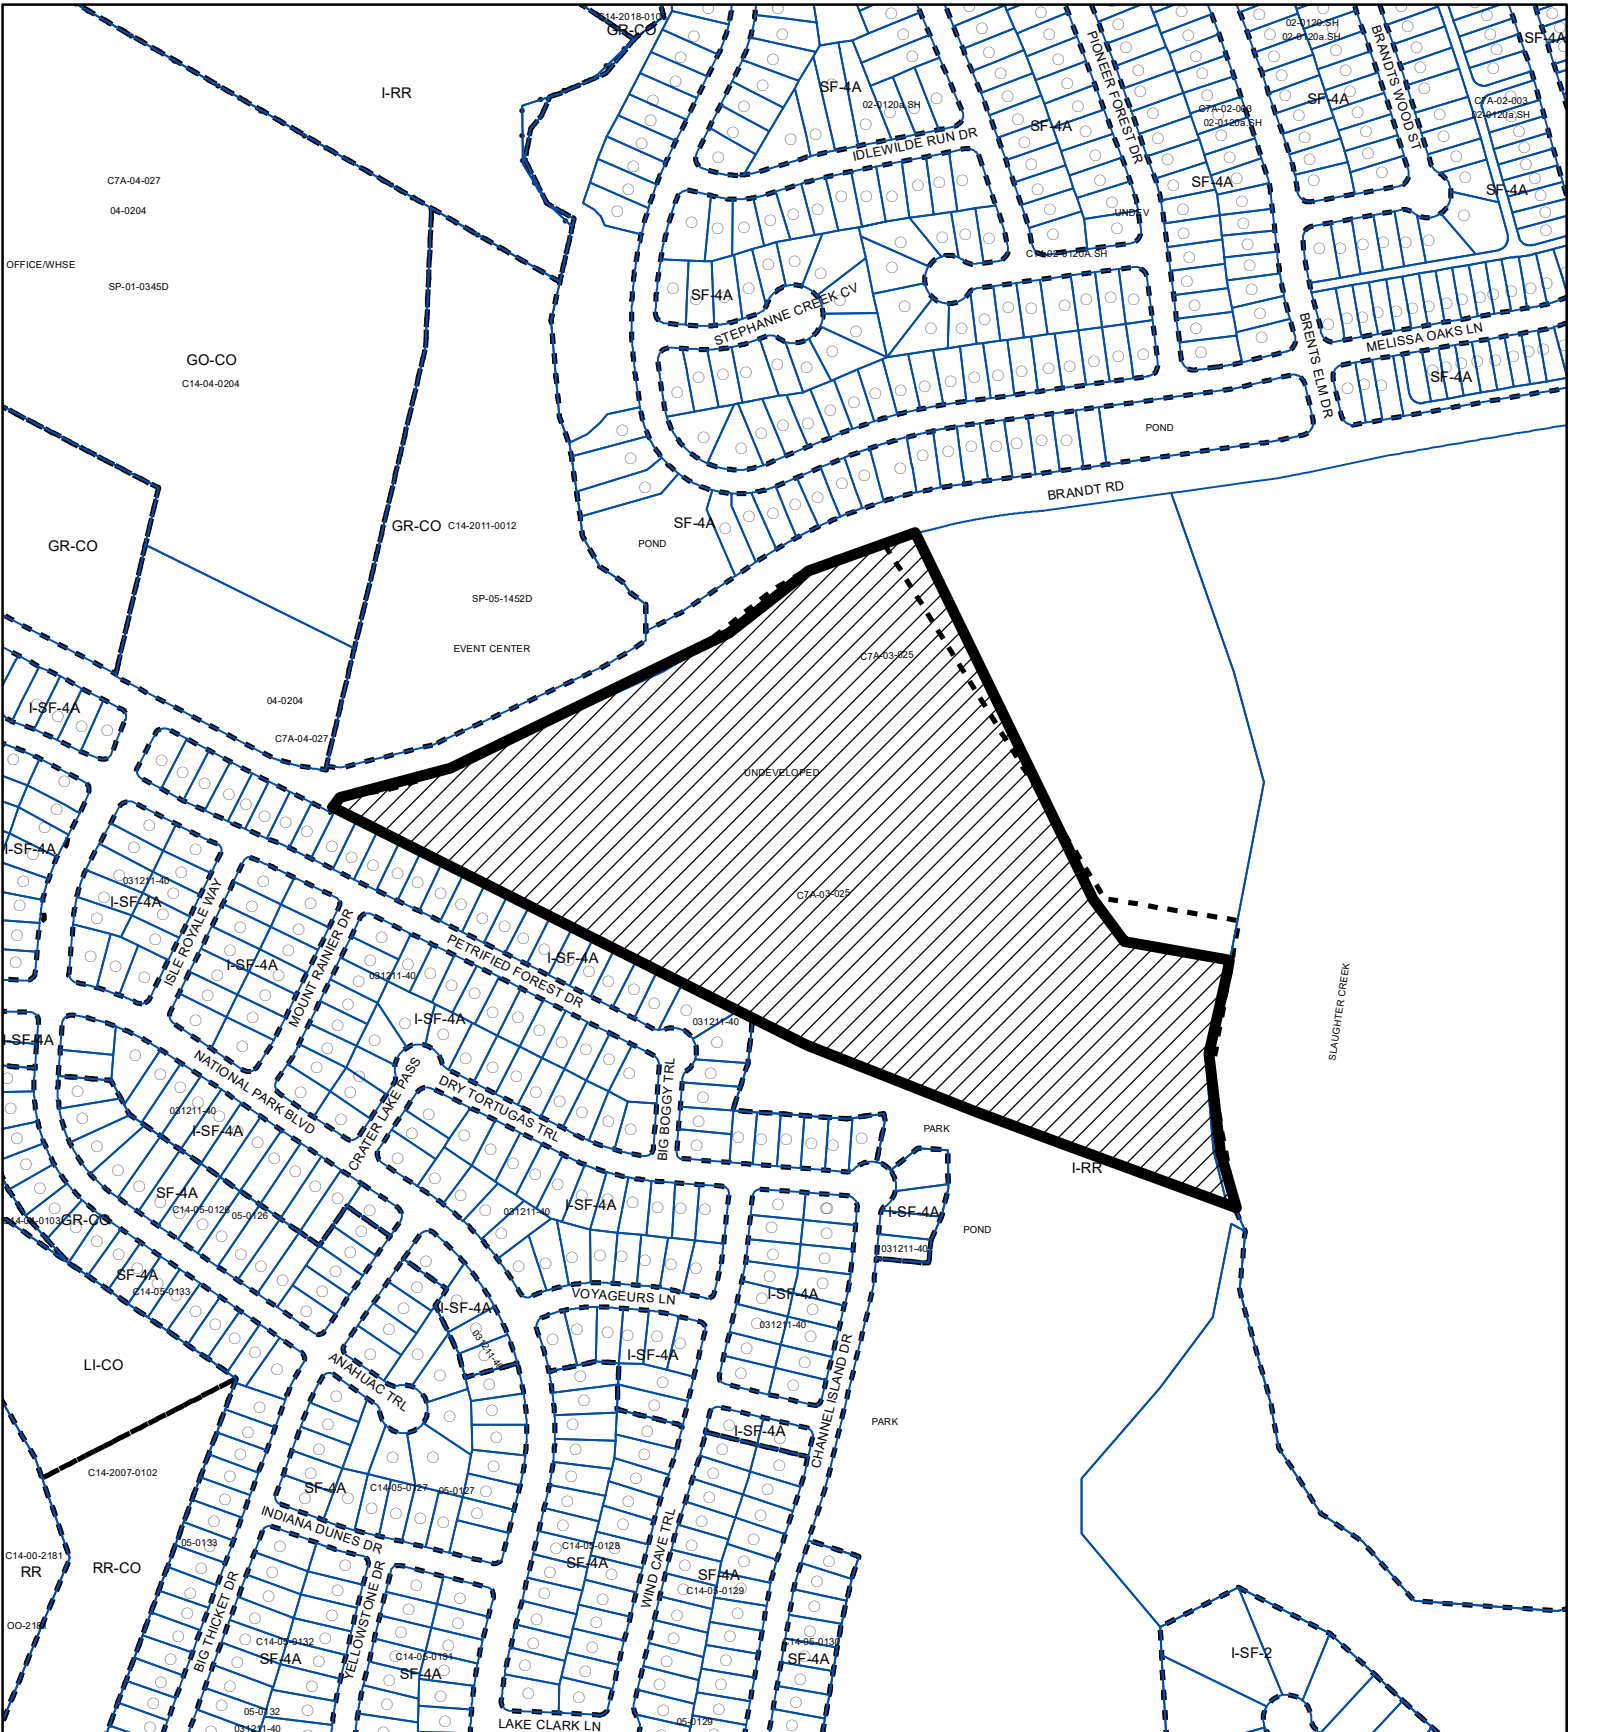 C14-2018-010
GR-CO
I-RR
SF-4A
02-0120a.SH
IDLEWILDE RUN DR
SF-4A
PIONEER FOREST DR
02-0120.SH
02-0120a.SH
SF-4A
BRANDTS WOOD ST
SF-4A
C7A-02-003
02-0120a.SH
C7A-02-003
02-0120a.SH
SF-4A
SF-4A
UNDEV
C7A-04-027
04-0204
OFFICE/WHSE
SP-01-0345D
GO-CO
C14-04-0204
SF-4A
STEPHANNE CREEK CV
BRENTS ELM DR
MELISSA OAKS LN
SF-4A
POND
BRANDT RD
GR-CO
GR-CO C14-2011-0012
SF-4A
POND
SP-05-1452D
EVENT CENTER
04-0204
C7A-04-027
C7A-03-025
UNDEVELOPED
C7A-03-025
I-SF-4A
I-SF-4A
031211-40
I-SF-4A
ISLE ROYALE WAY
I-SF-4A
MOUNT RAINIER DR
031211-40
PETRIFIED FOREST DR
I-SF-4A
I-SF-4A
031211-40
SLAUGHTER CREEK
I-SF-4A
NATIONAL PARK BLVD
CRATER LAKE PASS
DRY TORTUGAS TRL
BIG BOGGY TRL
031211-40
I-SF-4A
PARK
I-RR
SF-4A
C14-05-0126
05-0126
GR-CO
031211-40
I-SF-4A
I-SF-4A
031211-40
POND
SF-4A
C14-05-0133
I-SF-4A
031211-40
VOYAGEURS LN
I-SF-4A
031211-40
I-SF-4A
LI-CO
ANAHUAC TRL
CHANNEL ISLAND DR
PARK
I-SF-4A
C14-2007-0102
SF-4A
C14-05-0127
05-0127
INDIANA DUNES DR
C14-00-2181
RR
RR-CO
05-0133
C14-05-0128
SF-4A
WIND CAVE TRL
SF-4A
C14-05-0129
BIG THICKET DR
C14-05-0132
SF-4A
YELLOWSTONE DR
C14-05-0131
SF-4A
C14-05-0130
SF-4A
I-SF-2
05-0132
031211-40
LAKE CLARK LN
05-0129